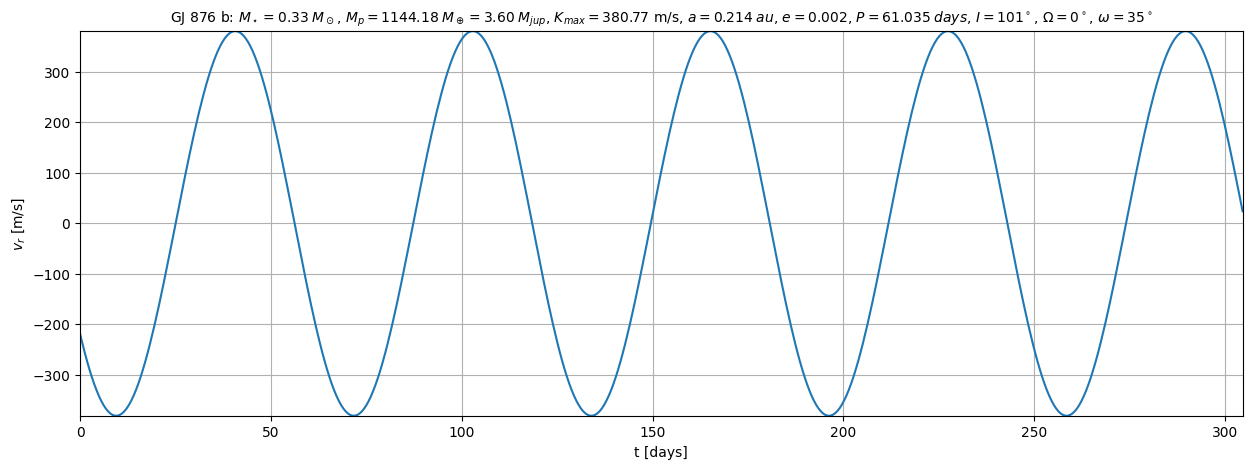 GJ 876 b: M⋆ = 0.33 M⊙, Mp = 1144.18 M⊕ = 3.60 Mjup, Kmax = 380.77 m/s, a = 0.214 au, e = 0.002, P = 61.035 days, I = 101°, Ω = 0°, ω = 35°
300
200
100
0
−100
−200
−300
vr [m/s]
0 50 100 150 200 250 300
t [days]